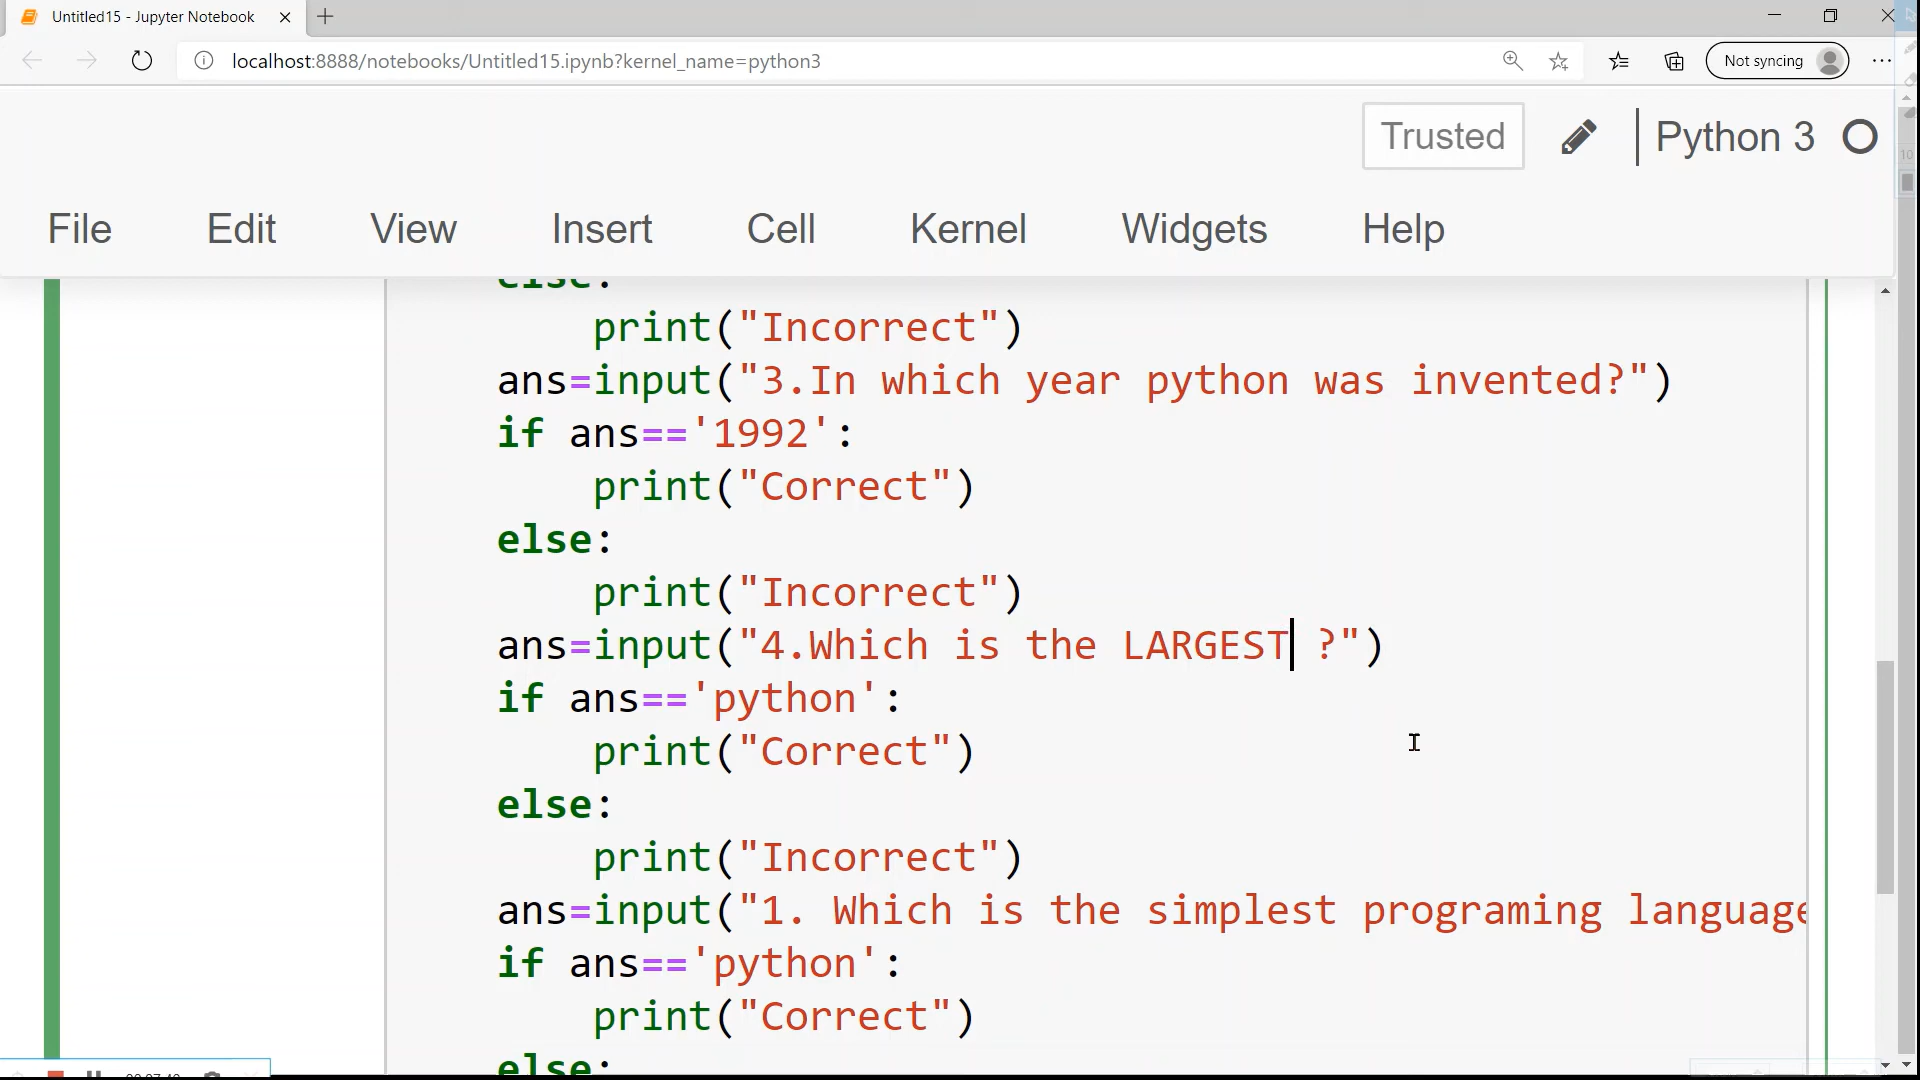 Untitled15 - Jupyter Notebook
localhost:8888/notebooks/Untitled15.ipynb?kernel_name=python3
Not syncing
Trusted
Python 3
File Edit View Insert Cell Kernel Widgets Help
else:
print("Incorrect")
ans=input("3.In which year python was invented?")
if ans=='1992':
print("Correct")
else:
print("Incorrect")
ans=input("4.Which is the LARGEST ?")
if ans=='python':
print("Correct")
else:
print("Incorrect")
ans=input("1. Which is the simplest programing language
if ans=='python':
print("Correct")
else:
10